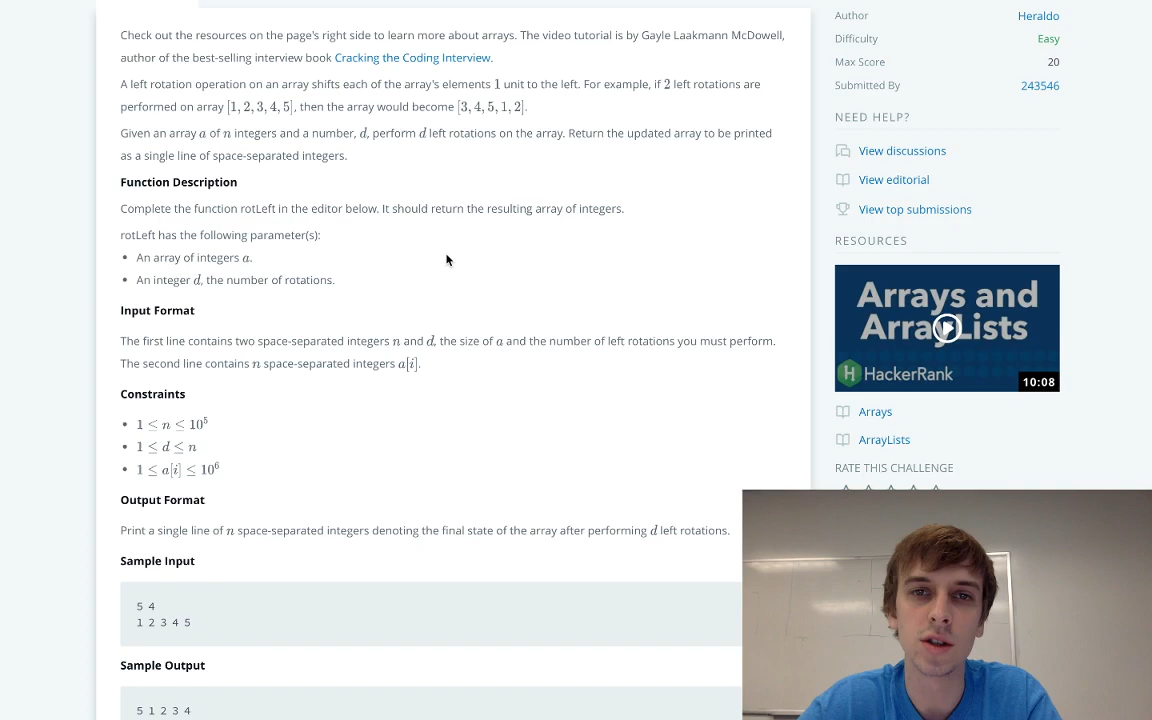 Check out the resources on the page's right side to learn more about arrays. The video tutorial is by Gayle Laakmann McDowell,
author of the best-selling interview book Cracking the Coding Interview.
A left rotation operation on an array shifts each of the array's elements 1 unit to the left. For example, if 2 left rotations are
performed on array [1, 2, 3, 4, 5], then the array would become [3, 4, 5, 1, 2].
Given an array a of n integers and a number, d, perform d left rotations on the array. Return the updated array to be printed
as a single line of space-separated integers.
Function Description
Complete the function rotLeft in the editor below. It should return the resulting array of integers.
rotLeft has the following parameter(s):
• An array of integers a.
• An integer d, the number of rotations.
Input Format
The first line contains two space-separated integers n and d, the size of a and the number of left rotations you must perform.
The second line contains n space-separated integers a[i].
Constraints
• 1 ≤ n ≤ 10⁵
• 1 ≤ d ≤ n
• 1 ≤ a[i] ≤ 10⁶
Output Format
Print a single line of n space-separated integers denoting the final state of the array after performing d left rotations.
Sample Input
5 4
1 2 3 4 5
Sample Output
5 1 2 3 4
Author Heraldo
Difficulty Easy
Max Score 20
Submitted By 243546
NEED HELP?
View discussions
View editorial
View top submissions
RESOURCES
Arrays and
ArrayLists
H HackerRank
10:08
Arrays
ArrayLists
RATE THIS CHALLENGE